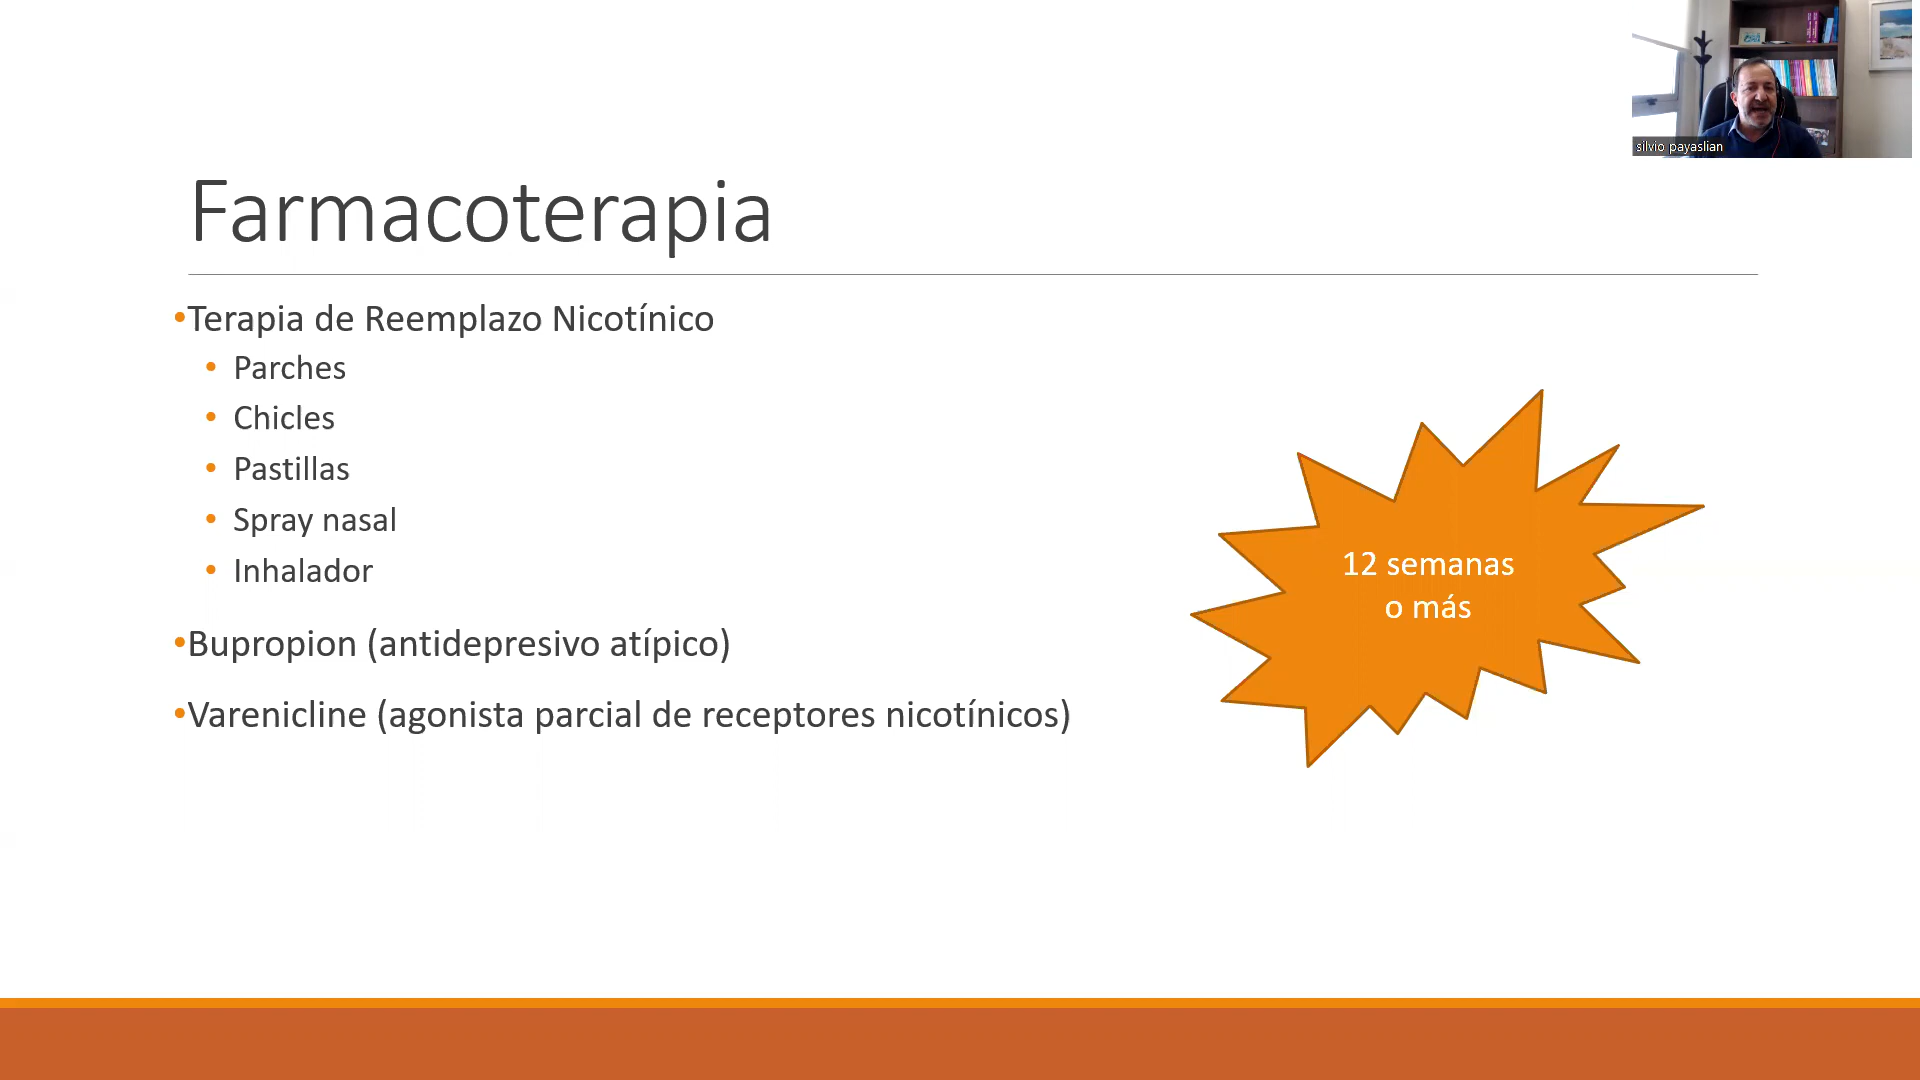 silvio payaslian
Farmacoterapia
•Terapia de Reemplazo Nicotínico
• Parches
• Chicles
• Pastillas
• Spray nasal
• Inhalador
•Bupropion (antidepresivo atípico)
•Varenicline (agonista parcial de receptores nicotínicos)
12 semanas
o más